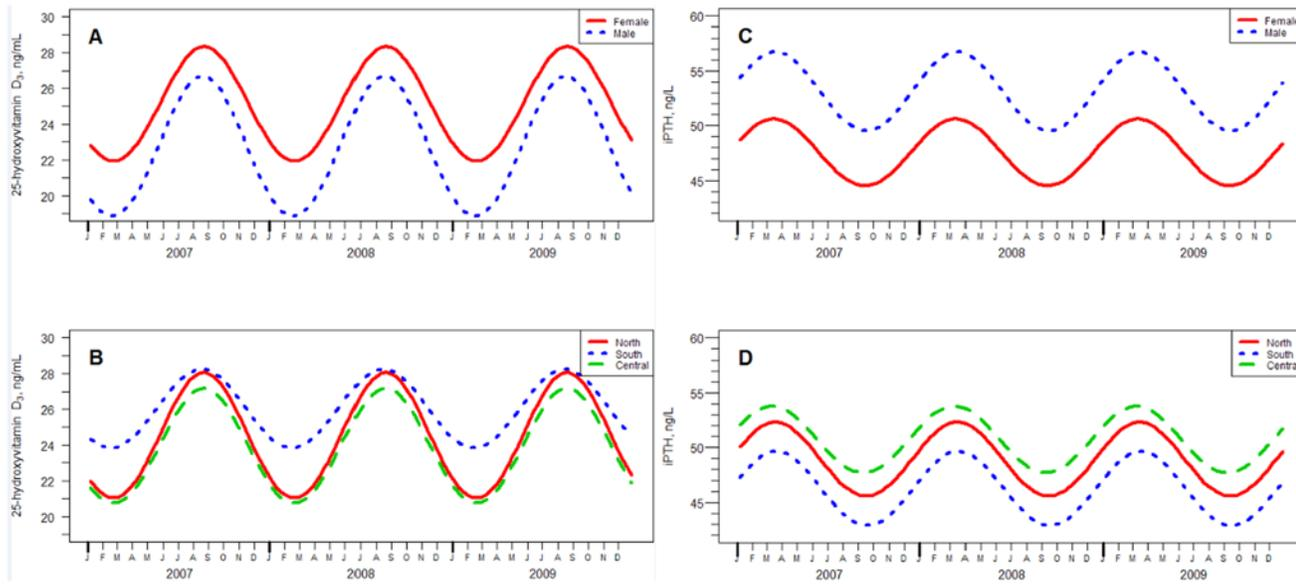 A
25-hydroxyvitamin D3, ng/mL
30
28
26
24
22
20
Female
Male
J F M A M J J A S O N D J F M A M J J A S O N D J F M A M J J A S O N D
2007 2008 2009
C
iPTH, ng/L
60
55
50
45
Female
Male
J F M A M J J A S O N D J F M A M J J A S O N D J F M A M J J A S O N D
2007 2008 2009
B
25-hydroxyvitamin D3, ng/mL
30
28
26
24
22
20
North
South
Central
J F M A M J J A S O N D J F M A M J J A S O N D J F M A M J J A S O N D
2007 2008 2009
D
iPTH, ng/L
60
55
50
45
North
South
Central
J F M A M J J A S O N D J F M A M J J A S O N D J F M A M J J A S O N D
2007 2008 2009